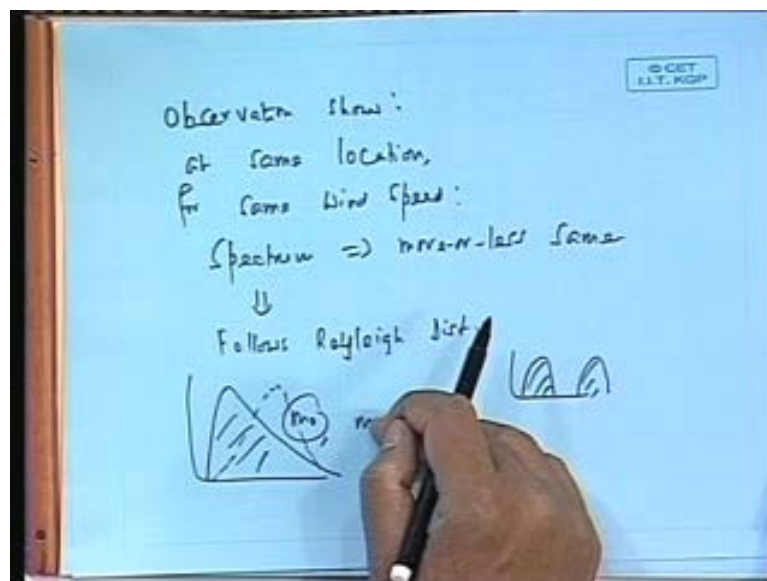 © CET
I.I.T. KGP
Observatn Show:
at same location,
for same wind speed:
Spectrum => more-or-less same
⇓
Follows Rayleigh Dist.
m₀,